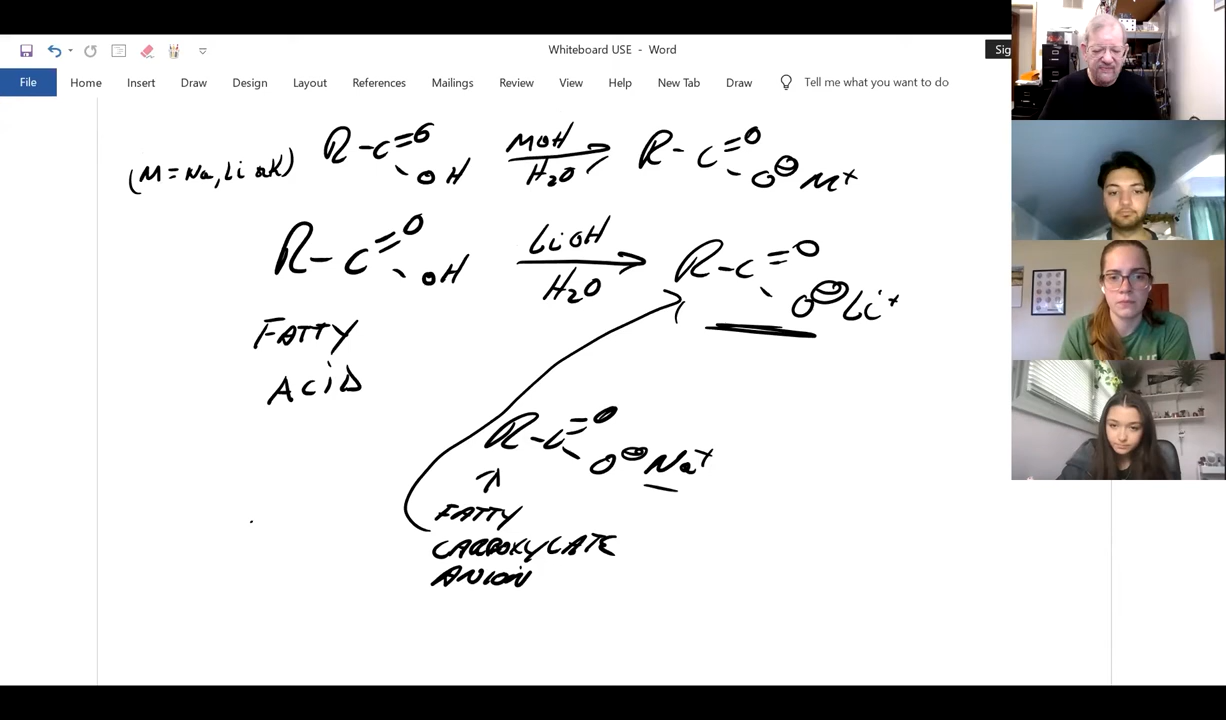 Whiteboard USE - Word
Sig
File Home Insert Draw Design Layout References Mailings Review View Help New Tab Draw Tell me what you want to do
(M = Na, Li or K) R-C=O OH MOH H2O R-C=O O⊖ M+
R-C=O OH LiOH H2O R-C=O O⊖ Li+
FATTY
ACID
R-C=O O⊖ Na+
FATTY
CARBOXYLATE
ANION